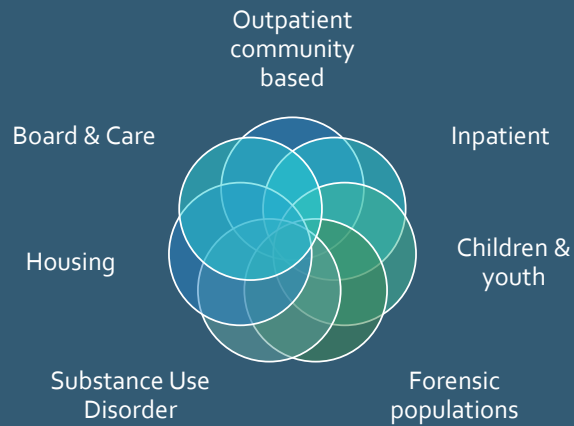 Outpatient
community
based
Inpatient
Children &
youth
Forensic
populations
Substance Use
Disorder
Housing
Board & Care